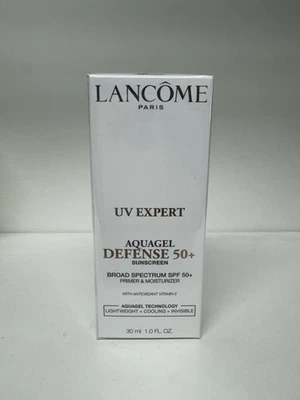 LANCÔME
PARIS
UV EXPERT
AQUAGEL
DEFENSE 50+
SUNSCREEN
BROAD SPECTRUM SPF 50+
PRIMER & MOISTURIZER
WITH ANTIOXIDANT VITAMIN E
AQUAGEL TECHNOLOGY
LIGHTWEIGHT + COOLING + INVISIBLE
30 ml 1.0 FL. OZ.